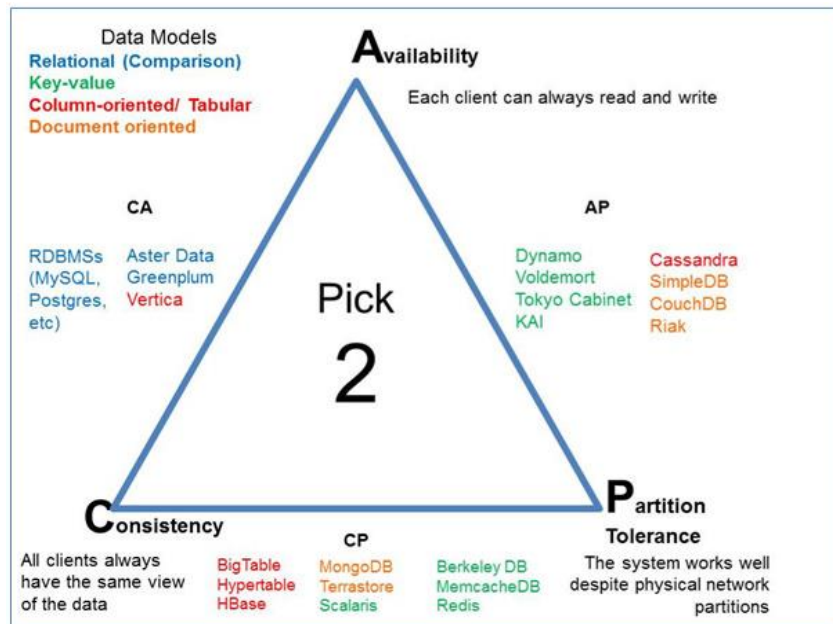 Data Models
Relational (Comparison)
Key-value
Column-oriented/ Tabular
Document oriented
Availability
Each client can always read and write
CA
RDBMSs
(MySQL,
Postgres,
etc)
Aster Data
Greenplum
Vertica
AP
Dynamo
Voldemort
Tokyo Cabinet
KAI
Cassandra
SimpleDB
CouchDB
Riak
Pick
2
Consistency
All clients always
have the same view
of the data
CP
BigTable
Hypertable
HBase
MongoDB
Terrastore
Scalaris
Berkeley DB
MemcacheDB
Redis
Partition
Tolerance
The system works well
despite physical network
partitions